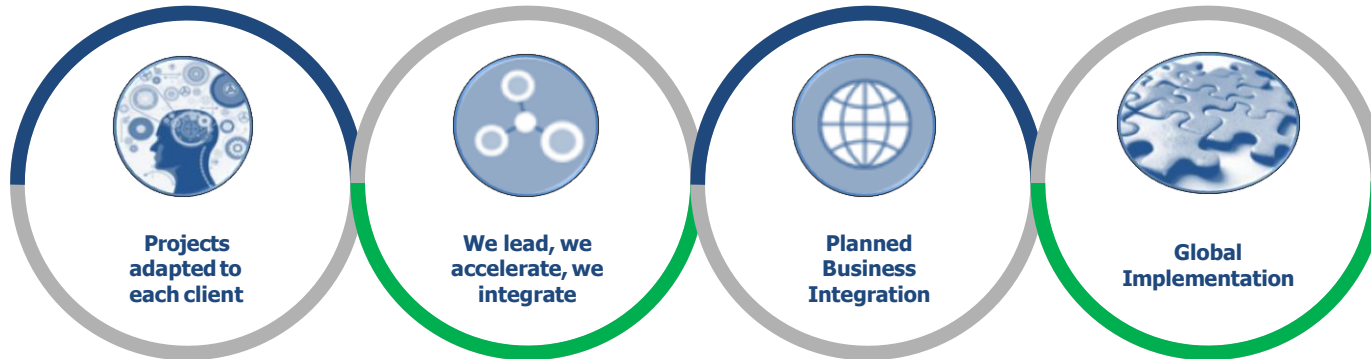 Projects
adapted to
each client
We lead, we
accelerate, we
integrate
Planned
Business
Integration
Global
Implementation